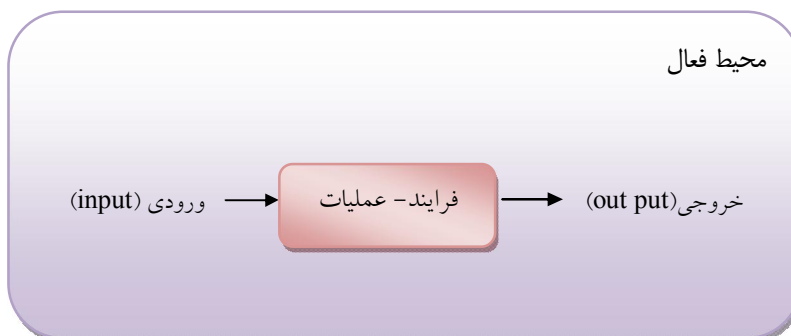 محیط فعال
ورودی (input)
فرایند- عملیات
خروجی(out put)